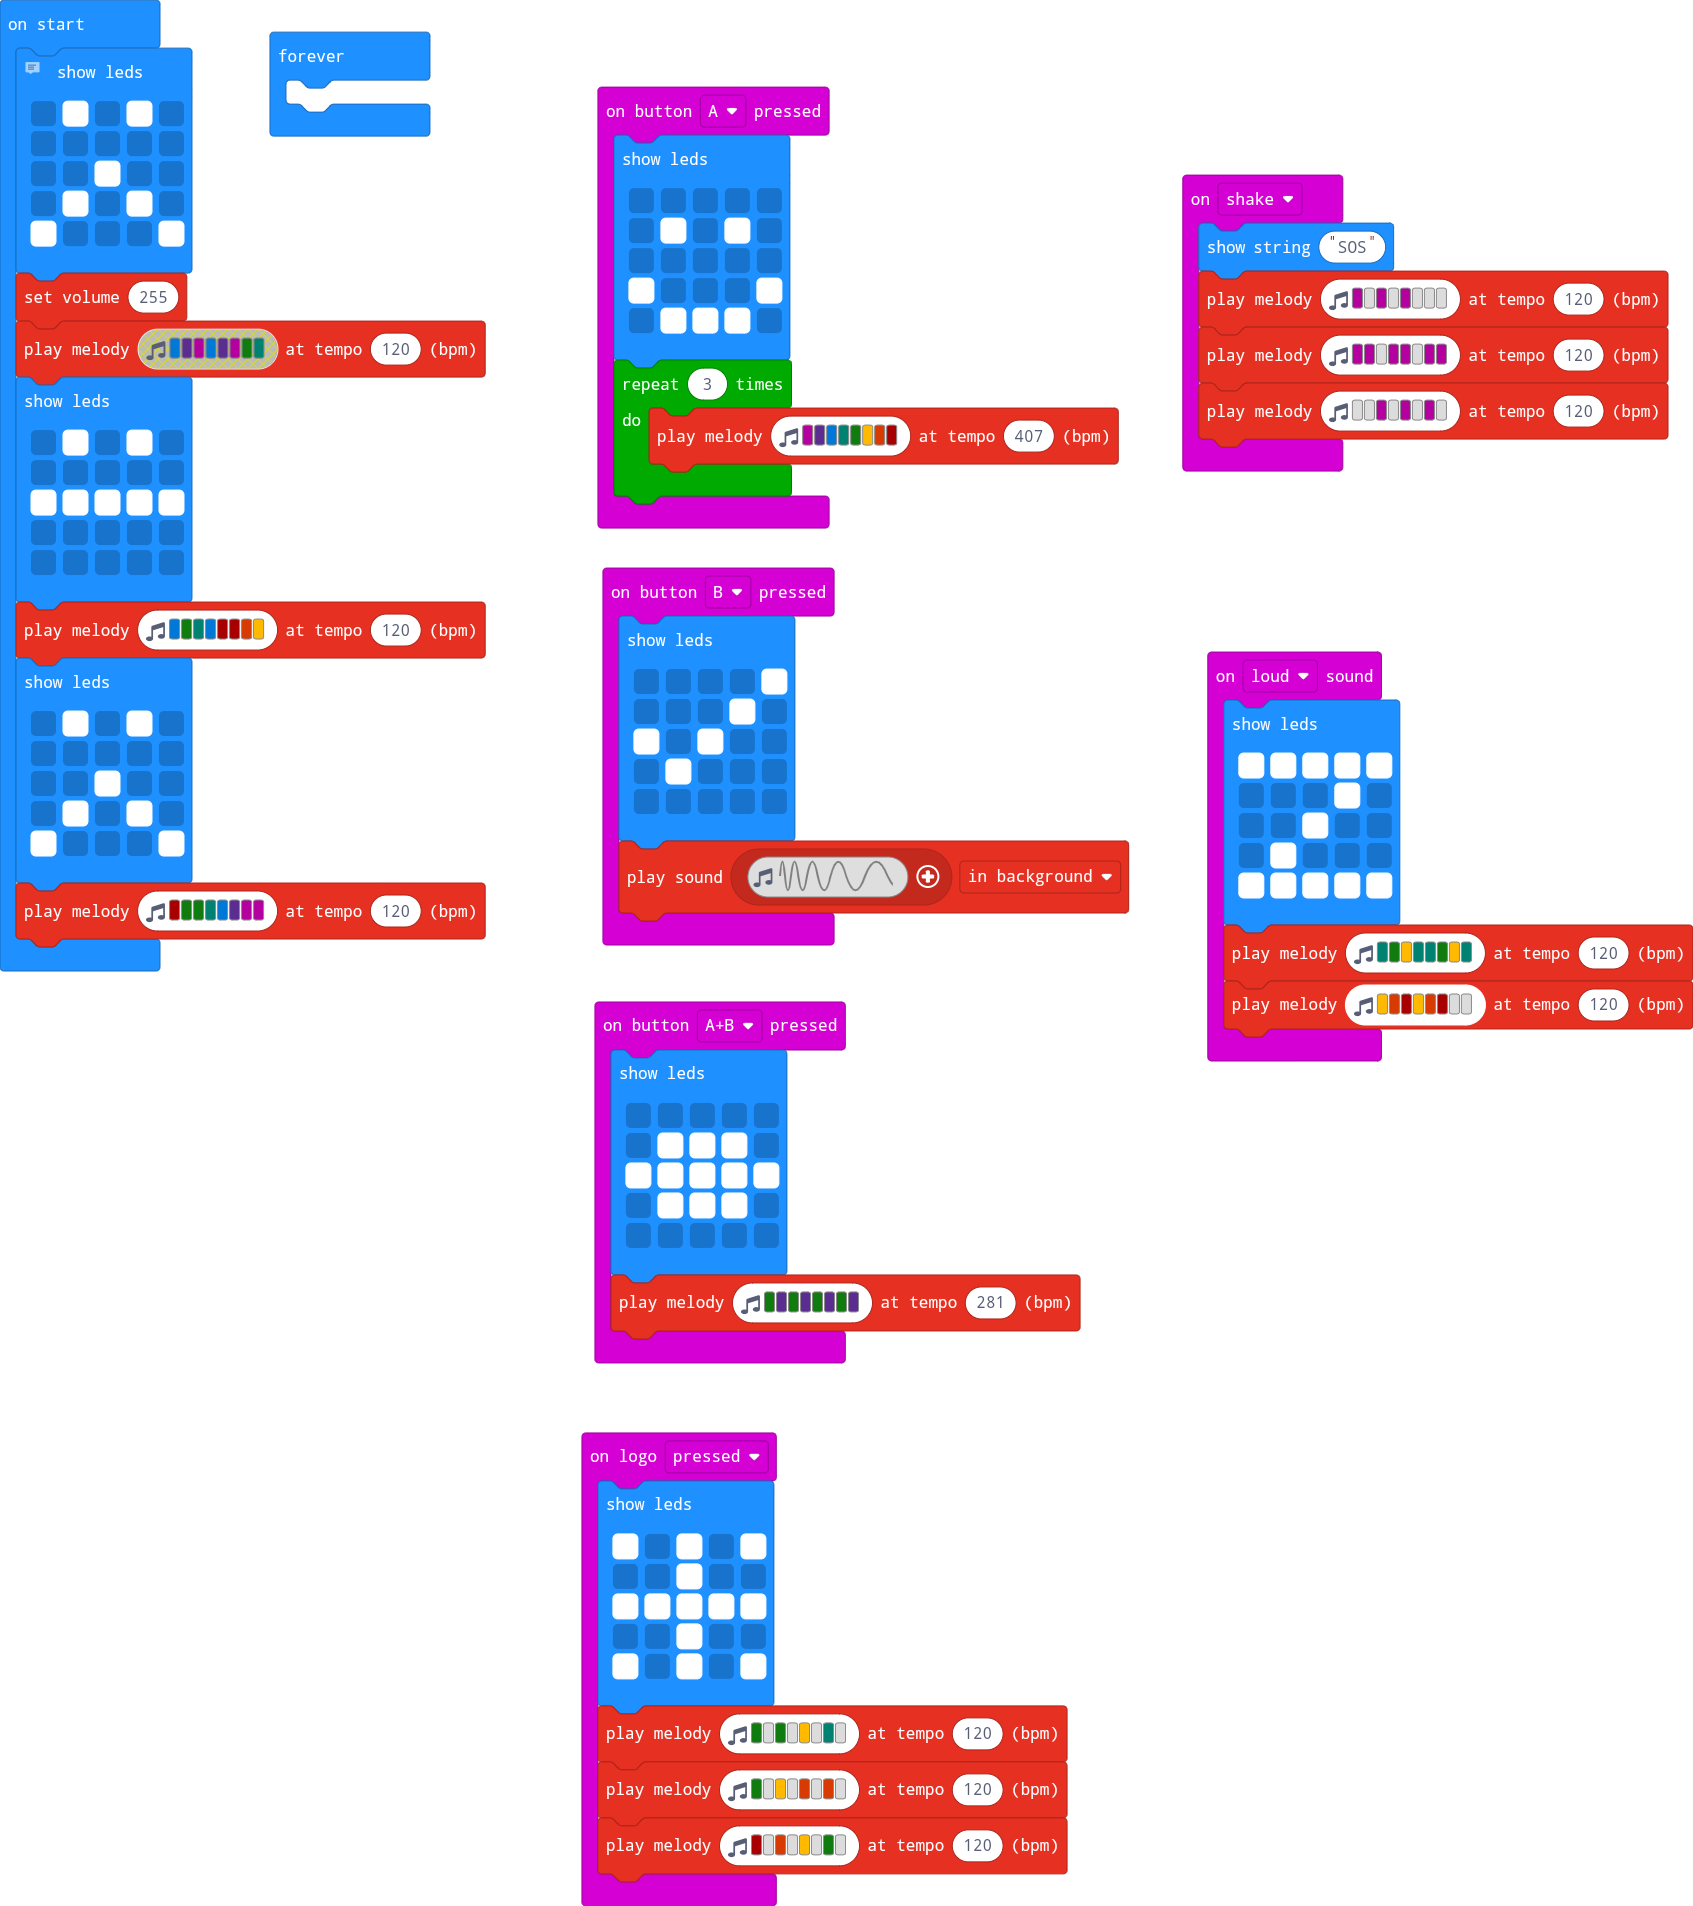 on start
show leds
set volume 255
play melody at tempo 120 (bpm)
show leds
play melody at tempo 120 (bpm)
show leds
play melody at tempo 120 (bpm)
forever
on button A pressed
show leds
repeat 3 times
do
play melody at tempo 407 (bpm)
on button B pressed
show leds
play sound in background
on button A+B pressed
show leds
play melody at tempo 281 (bpm)
on logo pressed
show leds
play melody at tempo 120 (bpm)
play melody at tempo 120 (bpm)
play melody at tempo 120 (bpm)
on shake
show string "SOS"
play melody at tempo 120 (bpm)
play melody at tempo 120 (bpm)
play melody at tempo 120 (bpm)
on loud sound
show leds
play melody at tempo 120 (bpm)
play melody at tempo 120 (bpm)